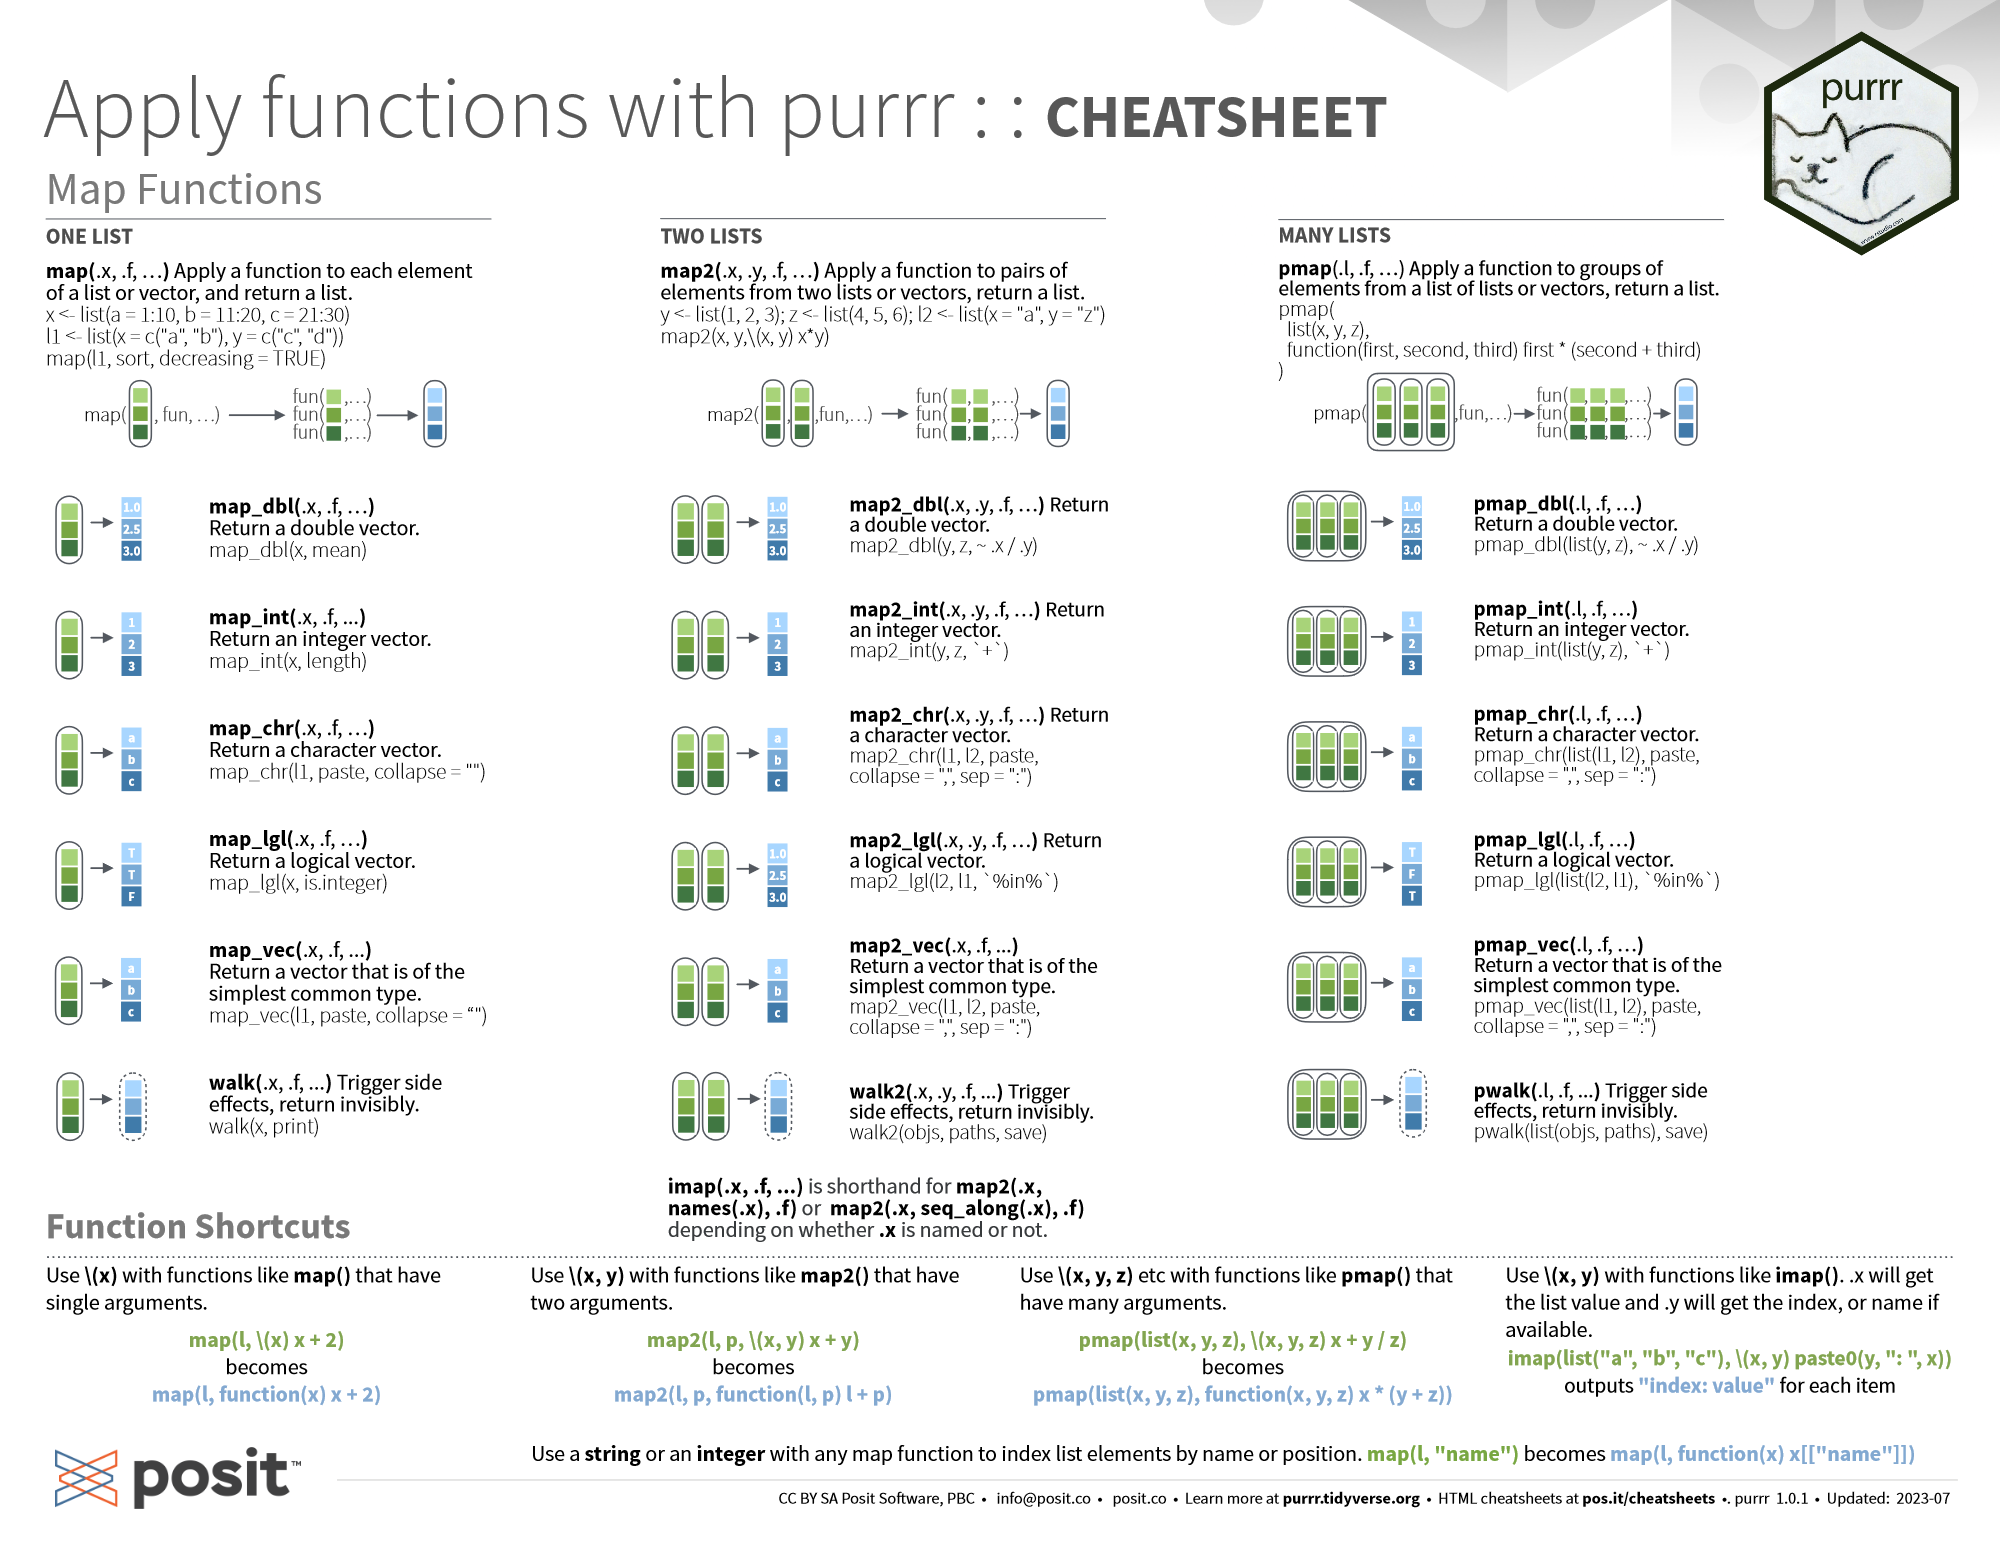 Apply functions with purrr : : CHEATSHEET
purrr
www.rstudio.com
Map Functions
ONE LIST
map(.x, .f, …) Apply a function to each element
of a list or vector, and return a list.
x <- list(a = 1:10, b = 11:20, c = 21:30)
l1 <- list(x = c("a", "b"), y = c("c", "d"))
map(l1, sort, decreasing = TRUE)
map( , fun, …)
fun( ,…)
fun( ,…)
fun( ,…)
1.0
2.5
3.0
map_dbl(.x, .f, …)
Return a double vector.
map_dbl(x, mean)
1
2
3
map_int(.x, .f, ...)
Return an integer vector.
map_int(x, length)
a
b
c
map_chr(.x, .f, …)
Return a character vector.
map_chr(l1, paste, collapse = "")
T
T
F
map_lgl(.x, .f, …)
Return a logical vector.
map_lgl(x, is.integer)
a
b
c
map_vec(.x, .f, ...)
Return a vector that is of the
simplest common type.
map_vec(l1, paste, collapse = “")
walk(.x, .f, ...) Trigger side
effects, return invisibly.
walk(x, print)
TWO LISTS
map2(.x, .y, .f, …) Apply a function to pairs of
elements from two lists or vectors, return a list.
y <- list(1, 2, 3); z <- list(4, 5, 6); l2 <- list(x = "a", y = "z")
map2(x, y,\(x, y) x*y)
map2( , ,fun,…)
fun( , ,…)
fun( , ,…)
fun( , ,…)
1.0
2.5
3.0
map2_dbl(.x, .y, .f, …) Return
a double vector.
map2_dbl(y, z, ~ .x / .y)
1
2
3
map2_int(.x, .y, .f, …) Return
an integer vector.
map2_int(y, z, `+`)
a
b
c
map2_chr(.x, .y, .f, …) Return
a character vector.
map2_chr(l1, l2, paste,
collapse = ",", sep = ":")
1.0
2.5
3.0
map2_lgl(.x, .y, .f, …) Return
a logical vector.
map2_lgl(l2, l1, `%in%`)
a
b
c
map2_vec(.x, .f, ...)
Return a vector that is of the
simplest common type.
map2_vec(l1, l2, paste,
collapse = ",", sep = ":")
walk2(.x, .y, .f, ...) Trigger
side effects, return invisibly.
walk2(objs, paths, save)
imap(.x, .f, ...) is shorthand for map2(.x,
names(.x), .f) or map2(.x, seq_along(.x), .f)
depending on whether .x is named or not.
MANY LISTS
pmap(.l, .f, …) Apply a function to groups of
elements from a list of lists or vectors, return a list.
pmap(
list(x, y, z),
function(first, second, third) first * (second + third)
)
pmap( ,fun,…)
fun( , , ,…)
fun( , , ,…)
fun( , , ,…)
1.0
2.5
3.0
pmap_dbl(.l, .f, …)
Return a double vector.
pmap_dbl(list(y, z), ~ .x / .y)
1
2
3
pmap_int(.l, .f, …)
Return an integer vector.
pmap_int(list(y, z), `+`)
a
b
c
pmap_chr(.l, .f, …)
Return a character vector.
pmap_chr(list(l1, l2), paste,
collapse = ",", sep = ":")
T
F
T
pmap_lgl(.l, .f, …)
Return a logical vector.
pmap_lgl(list(l2, l1), `%in%`)
a
b
c
pmap_vec(.l, .f, …)
Return a vector that is of the
simplest common type.
pmap_vec(list(l1, l2), paste,
collapse = ",", sep = ":")
pwalk(.l, .f, ...) Trigger side
effects, return invisibly.
pwalk(list(objs, paths), save)
Function Shortcuts
Use \(x) with functions like map() that have
single arguments.
map(l, \(x) x + 2)
becomes
map(l, function(x) x + 2)
Use \(x, y) with functions like map2() that have
two arguments.
map2(l, p, \(x, y) x + y)
becomes
map2(l, p, function(l, p) l + p)
Use \(x, y, z) etc with functions like pmap() that
have many arguments.
pmap(list(x, y, z), \(x, y, z) x + y / z)
becomes
pmap(list(x, y, z), function(x, y, z) x * (y + z))
Use \(x, y) with functions like imap(). .x will get
the list value and .y will get the index, or name if
available.
imap(list("a", "b", "c"), \(x, y) paste0(y, ": ", x))
outputs "index: value" for each item
Use a string or an integer with any map function to index list elements by name or position. map(l, "name") becomes map(l, function(x) x[["name"]])
posit™
CC BY SA Posit Software, PBC • info@posit.co • posit.co • Learn more at purrr.tidyverse.org • HTML cheatsheets at pos.it/cheatsheets •. purrr 1.0.1 • Updated: 2023-07